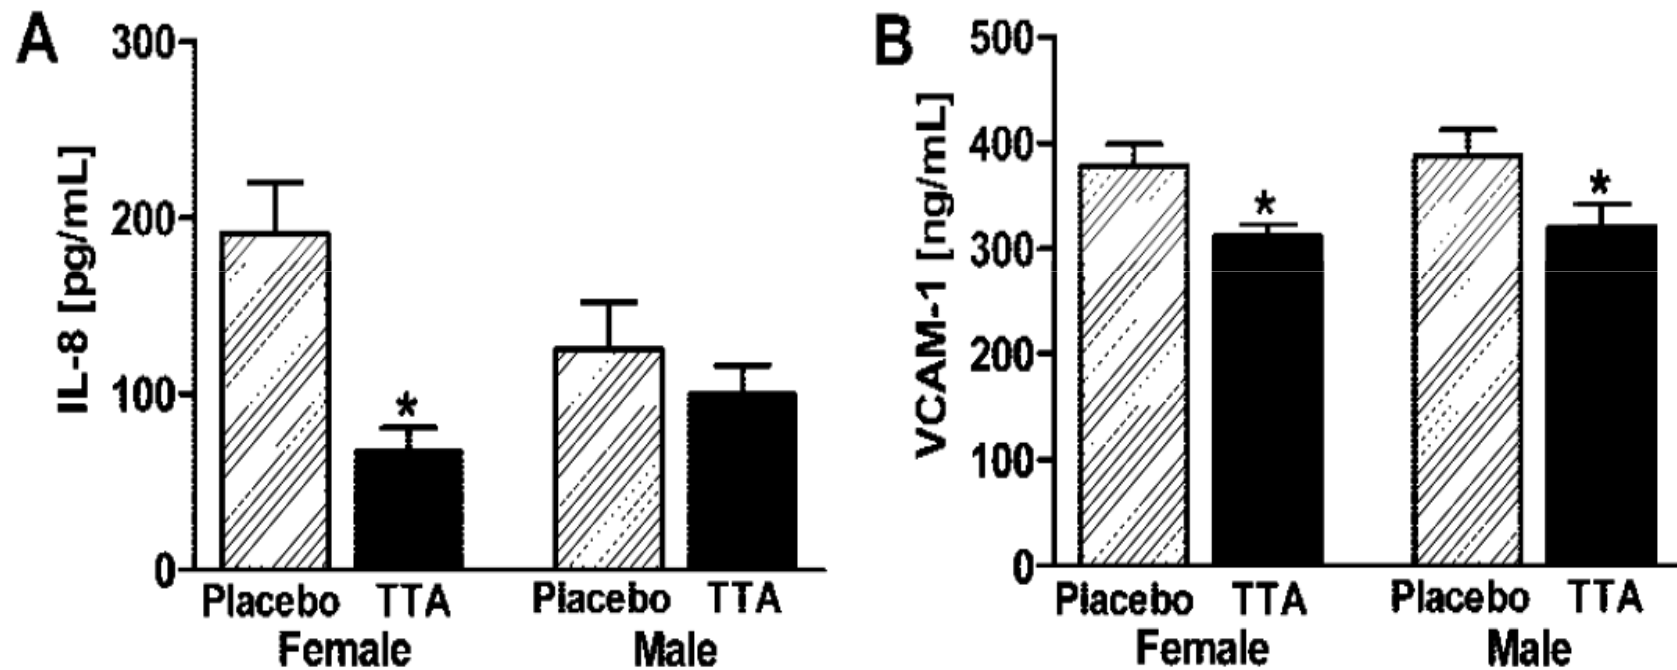 A
IL-8 [pg/mL]
300
200
100
0
*
Placebo TTA Placebo TTA
Female Male
B
VCAM-1 [ng/mL]
500
400
300
200
100
0
* *
Placebo TTA Placebo TTA
Female Male